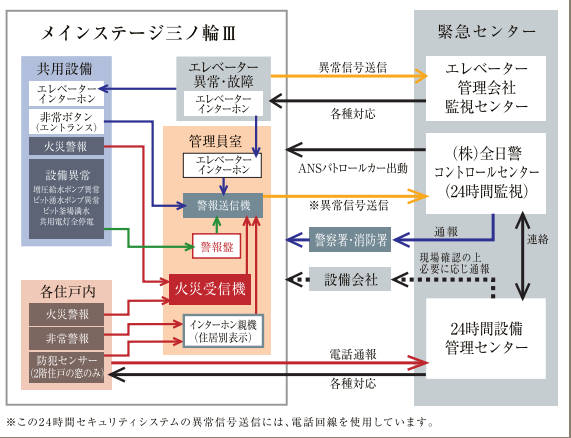 メインステージ三ノ輪Ⅲ
共用設備
エレベーター
インターホン
非常ボタン
(エントランス)
火災警報
設備異常
増圧給水ポンプ異常
ピット湧水ポンプ異常
ピット釜場満水
共用電灯全停電
各住戸内
火災警報
非常警報
防犯センサー
(2階住戸の窓のみ)
エレベーター
異常・故障
エレベーター
インターホン
管理員室
エレベーター
インターホン
警報送信機
警報盤
火災受信機
インターホン親機
(住居別表示)
異常信号送信
各種対応
ANSパトロールカー出動
※異常信号送信
警察署・消防署
通報
設備会社
現場確認の上
必要に応じ通報
連絡
電話通報
各種対応
緊急センター
エレベーター
管理会社
監視センター
(株)全日警
コントロールセンター
(24時間監視)
24時間設備
管理センター
※この24時間セキュリティシステムの異常信号送信には、電話回線を使用しています。